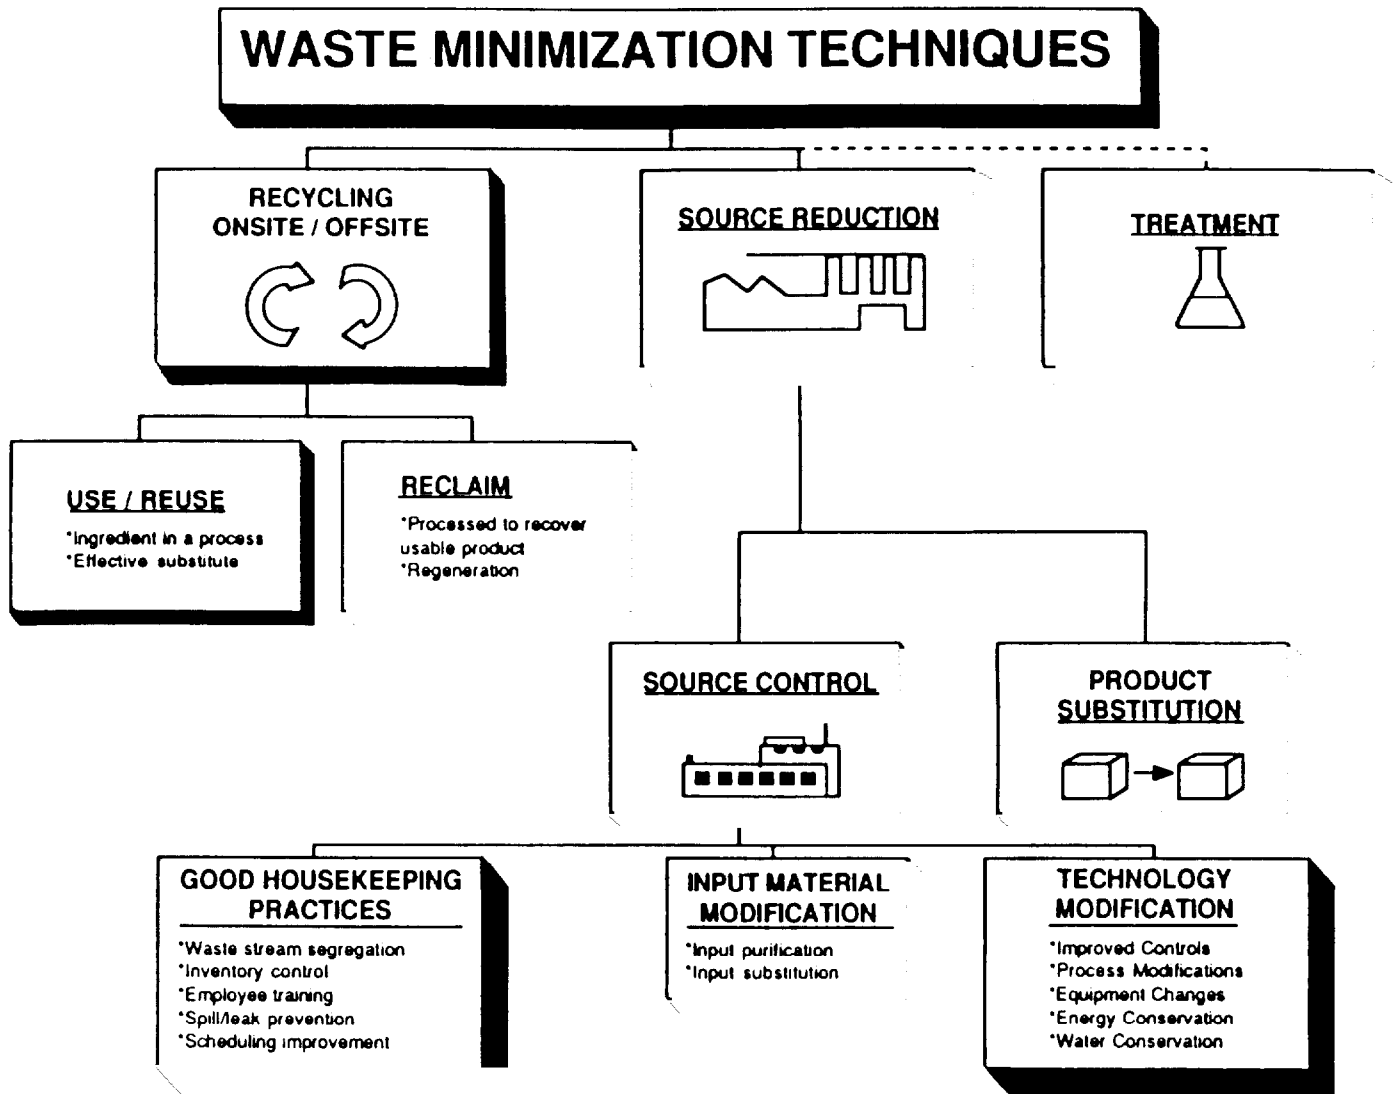 WASTE MINIMIZATION TECHNIQUES
RECYCLING
ONSITE / OFFSITE
SOURCE REDUCTION
TREATMENT
USE / REUSE
*Ingredient in a process
*Effective substitute
RECLAIM
*Processed to recover
usable product
*Regeneration
SOURCE CONTROL
PRODUCT
SUBSTITUTION
GOOD HOUSEKEEPING
PRACTICES
*Waste stream segregation
*Inventory control
*Employee training
*Spill/leak prevention
*Scheduling improvement
INPUT MATERIAL
MODIFICATION
*Input purification
*Input substitution
TECHNOLOGY
MODIFICATION
*Improved Controls
*Process Modifications
*Equipment Changes
*Energy Conservation
*Water Conservation